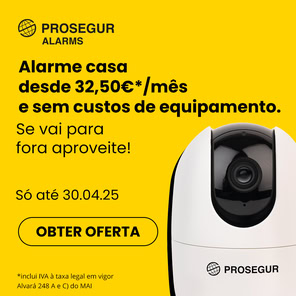 PROSEGUR
ALARMS
Alarme casa
desde 32,50€*/mês
e sem custos de equipamento.
Se vai para
fora aproveite!
Só até 30.04.25
OBTER OFERTA
PROSEGUR
*inclui IVA à taxa legal em vigor
Alvará 248 A e C) do MAI